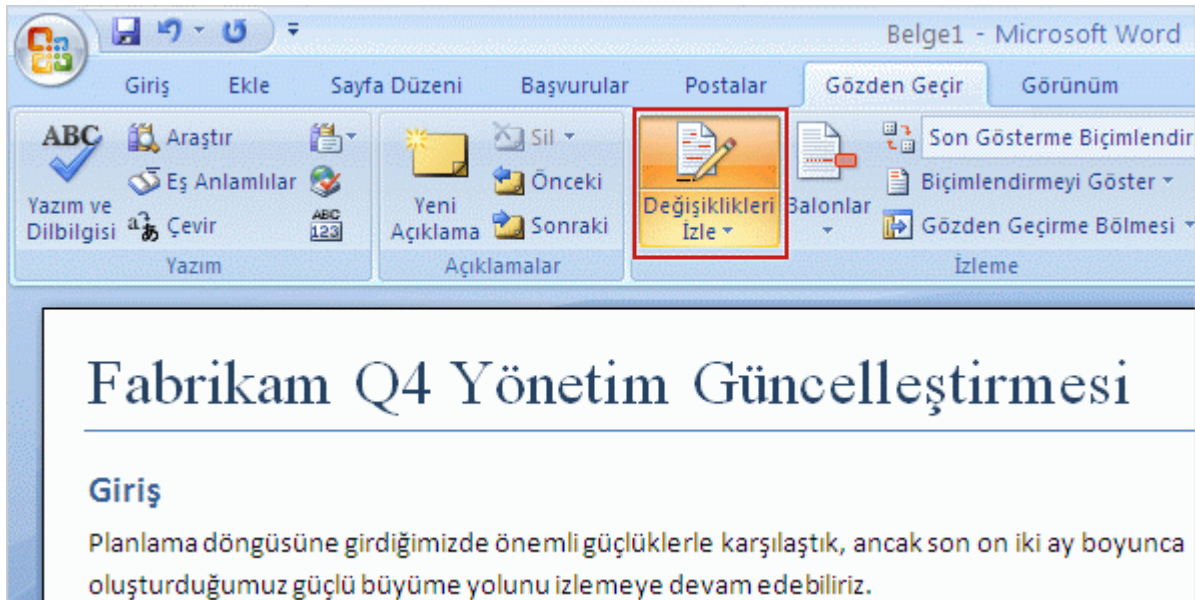 Belge1 - Microsoft Word
Giriş Ekle Sayfa Düzeni Başvurular Postalar Gözden Geçir Görünüm
ABC Araştır Sil Son Gösterme Biçimlendir
Eş Anlamlılar Önceki Biçimlendirmeyi Göster
Yazım ve Dilbilgisi Çevir ABC 123 Yeni Açıklama Sonraki Değişiklikleri İzle Balonlar Gözden Geçirme Bölmesi
Yazım Açıklamalar İzleme
Fabrikam Q4 Yönetim Güncelleştirmesi
Giriş
Planlama döngüsüne girdiğimizde önemli güçlüklerle karşılaştık, ancak son on iki ay boyunca
oluşturduğumuz güçlü büyüme yolunu izlemeye devam edebiliriz.